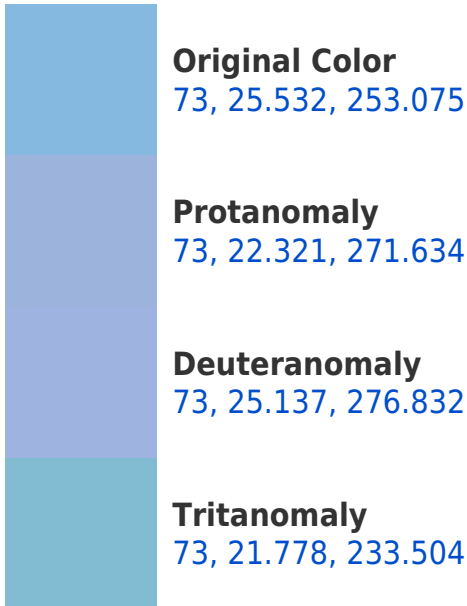 Original Color
73, 25.532, 253.075
Protanomaly
73, 22.321, 271.634
Deuteranomaly
73, 25.137, 276.832
Tritanomaly
73, 21.778, 233.504